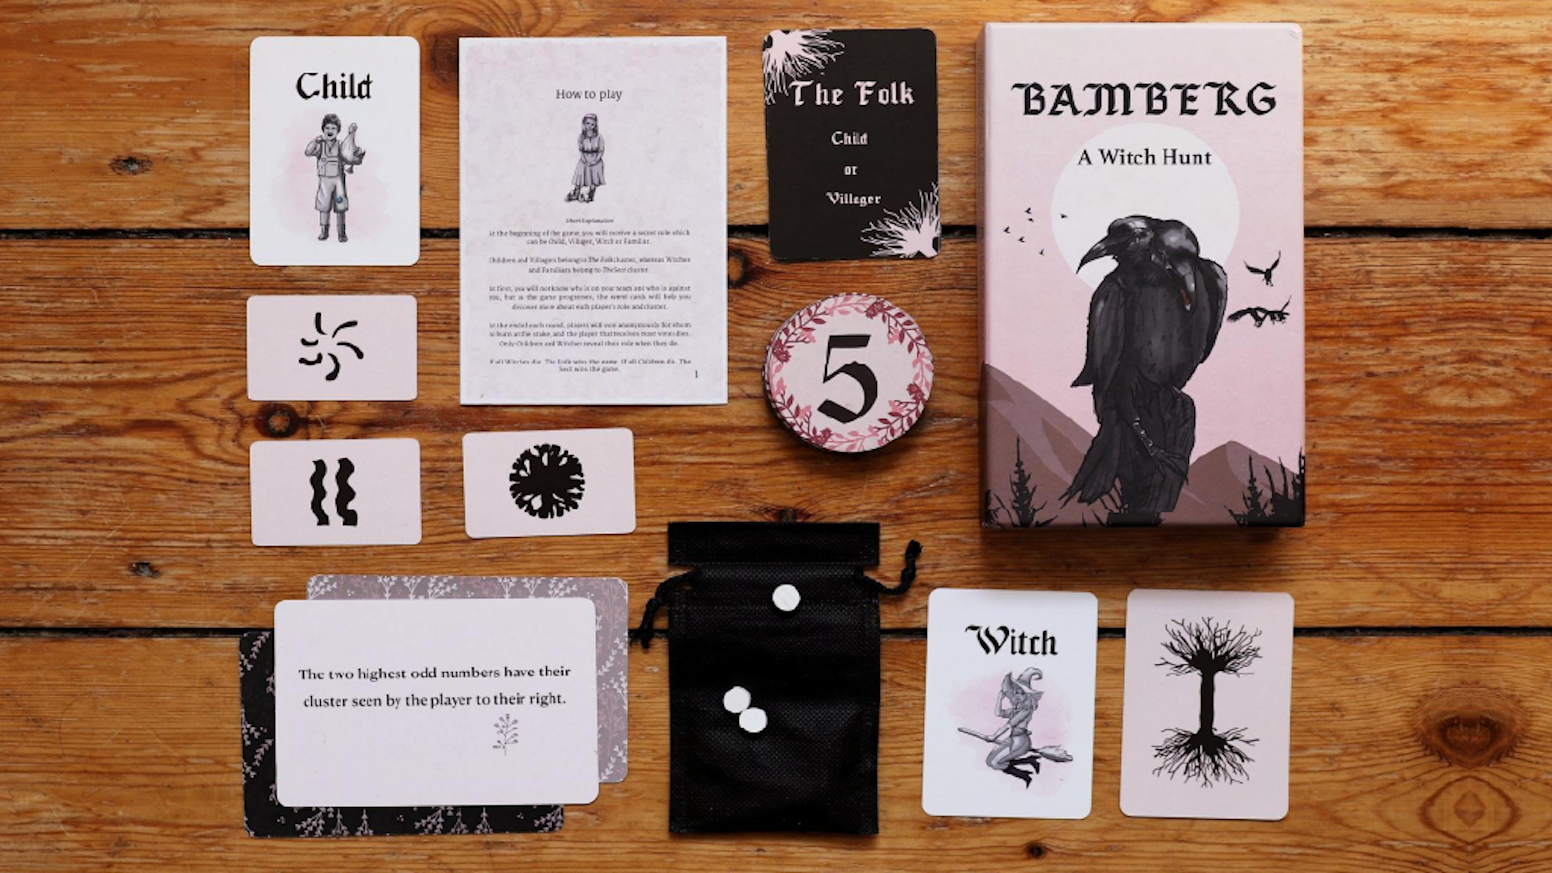 Child
How to play
Short Explanation
At the beginning of the game, you will receive a secret role which
can be Child, Villager, Witch or Familiar.
Children and Villagers belong to The Folk cluster, whereas Witches
and Familiars belong to The Sect cluster.
At first, you will not know who is on your team and who is against
you, but as the game progresses, the event cards will help you
discover more about each player's role and cluster.
At the end of each round, players will vote anonymously for whom
to burn at the stake, and the player that receives most votes dies.
Only Children and Witches reveal their role when they die.
If all Witches die, The Folk wins the game. If all Children die, The
Sect wins the game.
1
The Folk
Child
or
Villager
BAMBERG
A Witch Hunt
5
The two highest odd numbers have their
cluster seen by the player to their right.
Witch